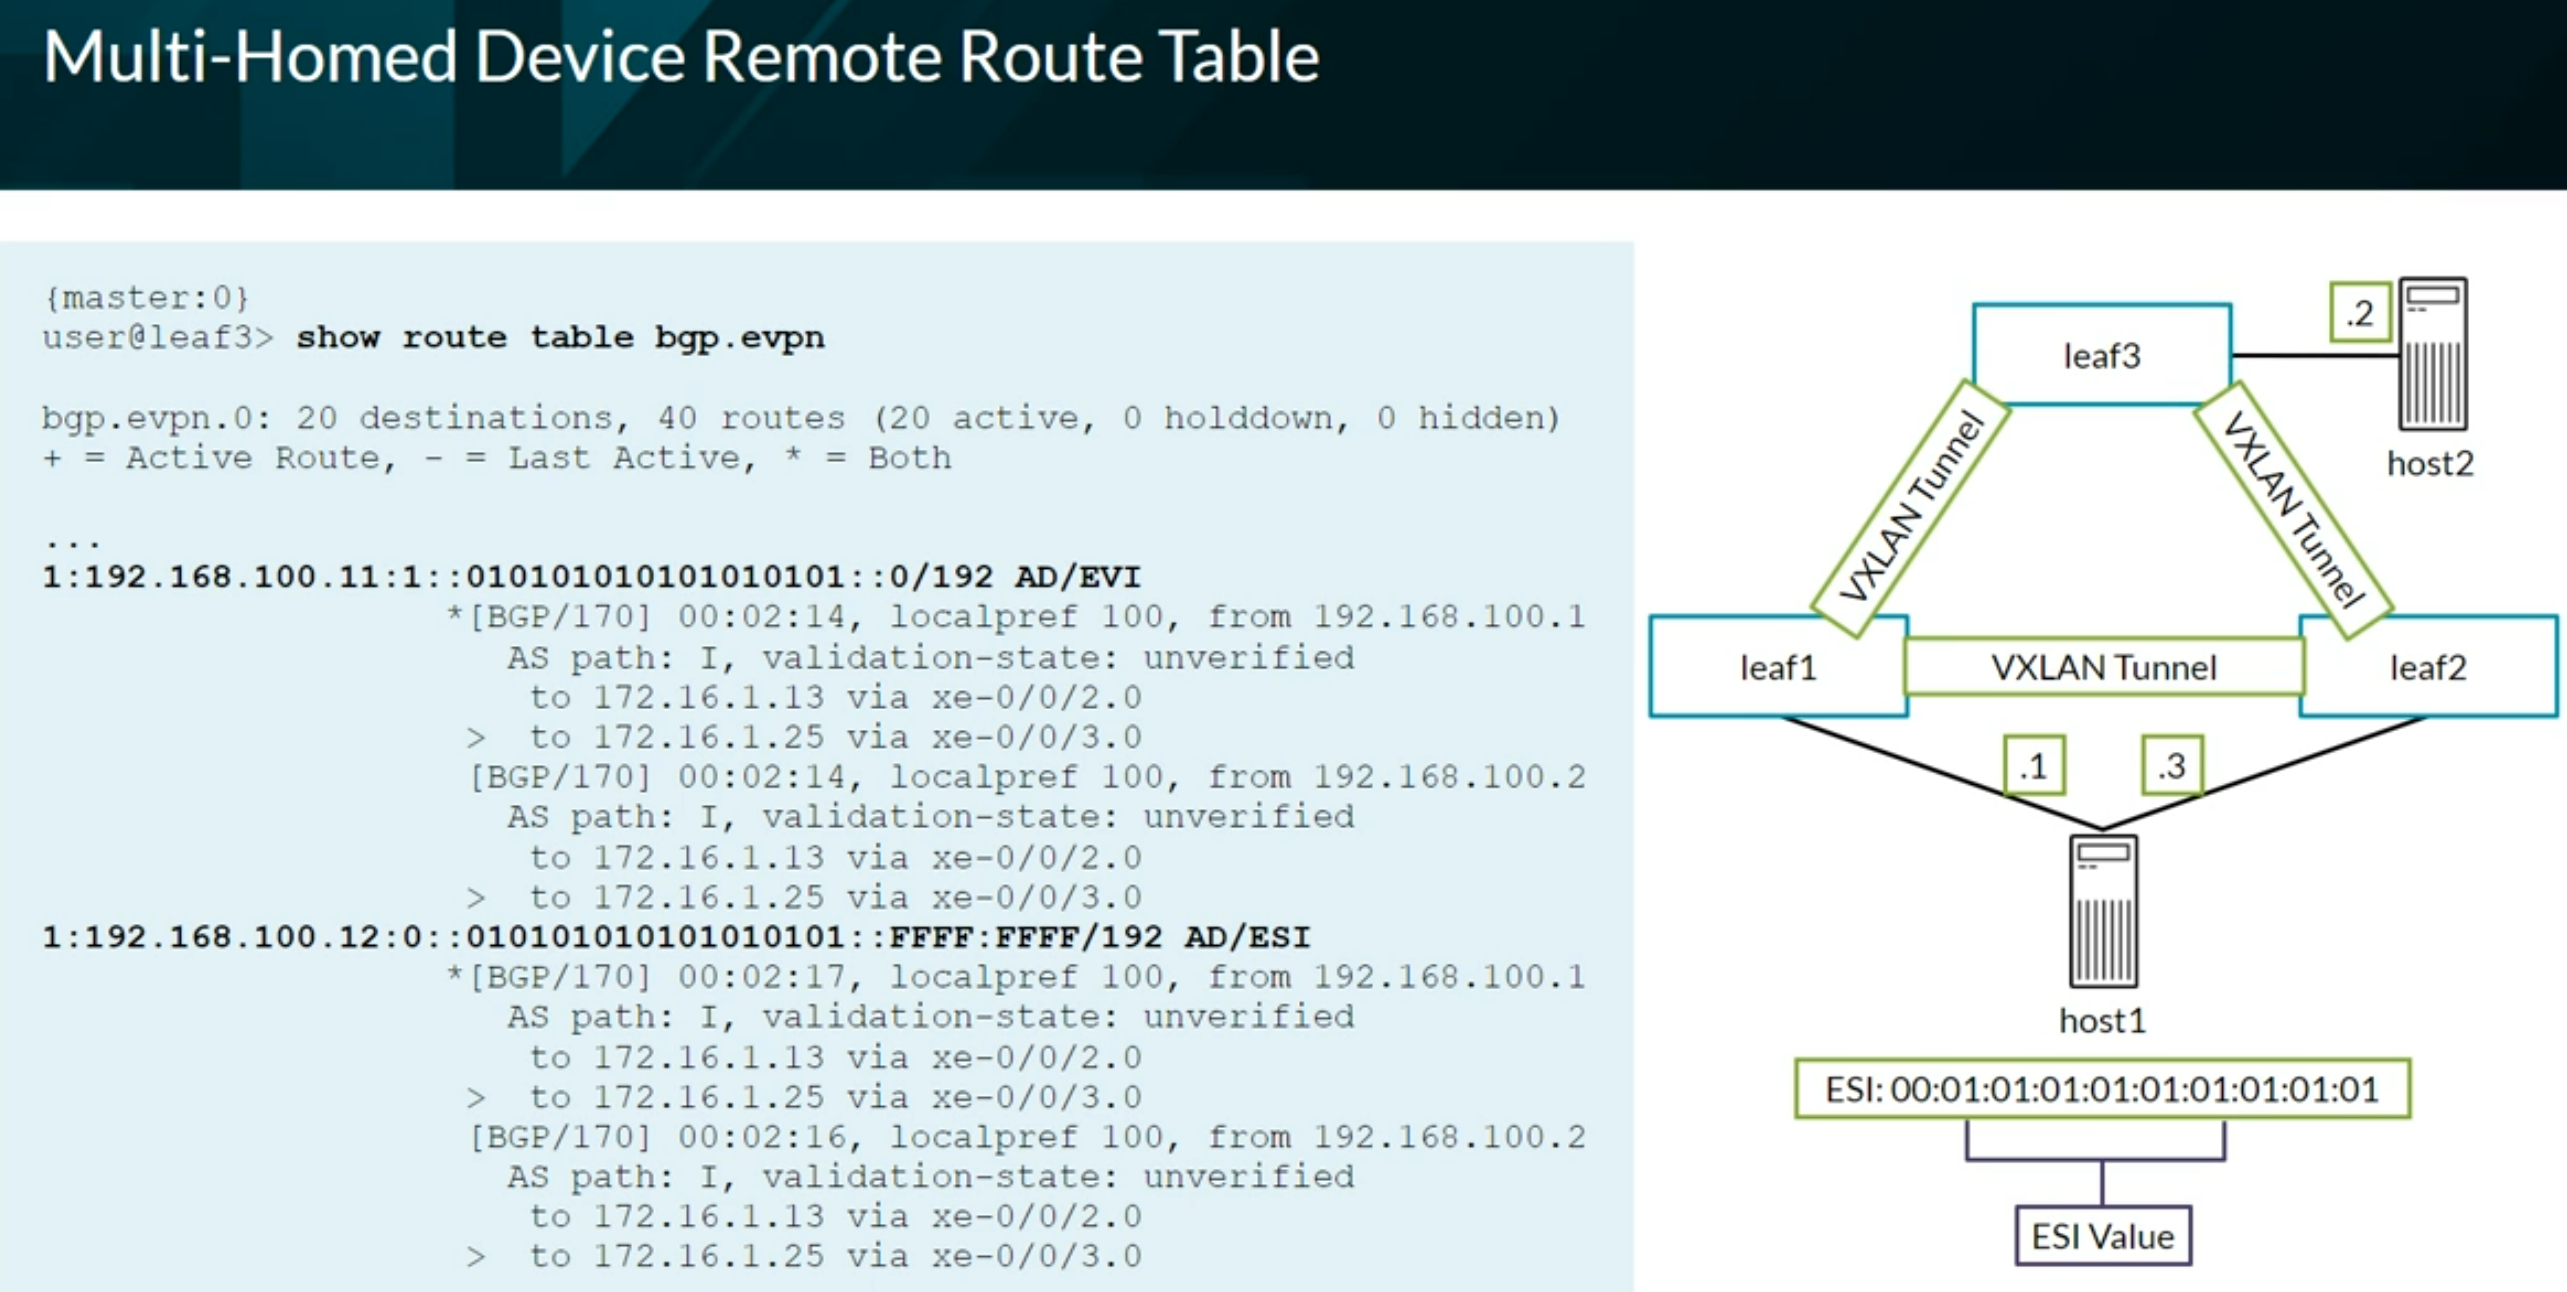 Multi-Homed Device Remote Route Table
{master:0}
user@leaf3> show route table bgp.evpn
bgp.evpn.0: 20 destinations, 40 routes (20 active, 0 holddown, 0 hidden)
+ = Active Route, - = Last Active, * = Both
...
1:192.168.100.11:1::010101010101010101::0/192 AD/EVI
*[BGP/170] 00:02:14, localpref 100, from 192.168.100.1
AS path: I, validation-state: unverified
to 172.16.1.13 via xe-0/0/2.0
> to 172.16.1.25 via xe-0/0/3.0
[BGP/170] 00:02:14, localpref 100, from 192.168.100.2
AS path: I, validation-state: unverified
to 172.16.1.13 via xe-0/0/2.0
> to 172.16.1.25 via xe-0/0/3.0
1:192.168.100.12:0::010101010101010101::FFFF:FFFF/192 AD/ESI
*[BGP/170] 00:02:17, localpref 100, from 192.168.100.1
AS path: I, validation-state: unverified
to 172.16.1.13 via xe-0/0/2.0
> to 172.16.1.25 via xe-0/0/3.0
[BGP/170] 00:02:16, localpref 100, from 192.168.100.2
AS path: I, validation-state: unverified
to 172.16.1.13 via xe-0/0/2.0
> to 172.16.1.25 via xe-0/0/3.0
leaf3
.2
host2
VXLAN Tunnel
VXLAN Tunnel
leaf1
VXLAN Tunnel
leaf2
.1
.3
host1
ESI: 00:01:01:01:01:01:01:01:01:01
ESI Value